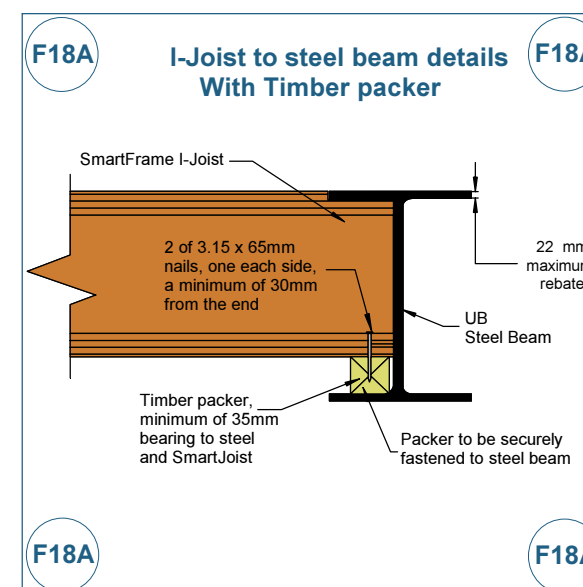 F18A
I-Joist to steel beam details
With Timber packer
F18A
SmartFrame I-Joist
2 of 3.15 x 65mm
nails, one each side,
a minimum of 30mm
from the end
22 mm
maximum
rebate
UB
Steel Beam
Timber packer,
minimum of 35mm
bearing to steel
and SmartJoist
Packer to be securely
fastened to steel beam
F18A
F18A